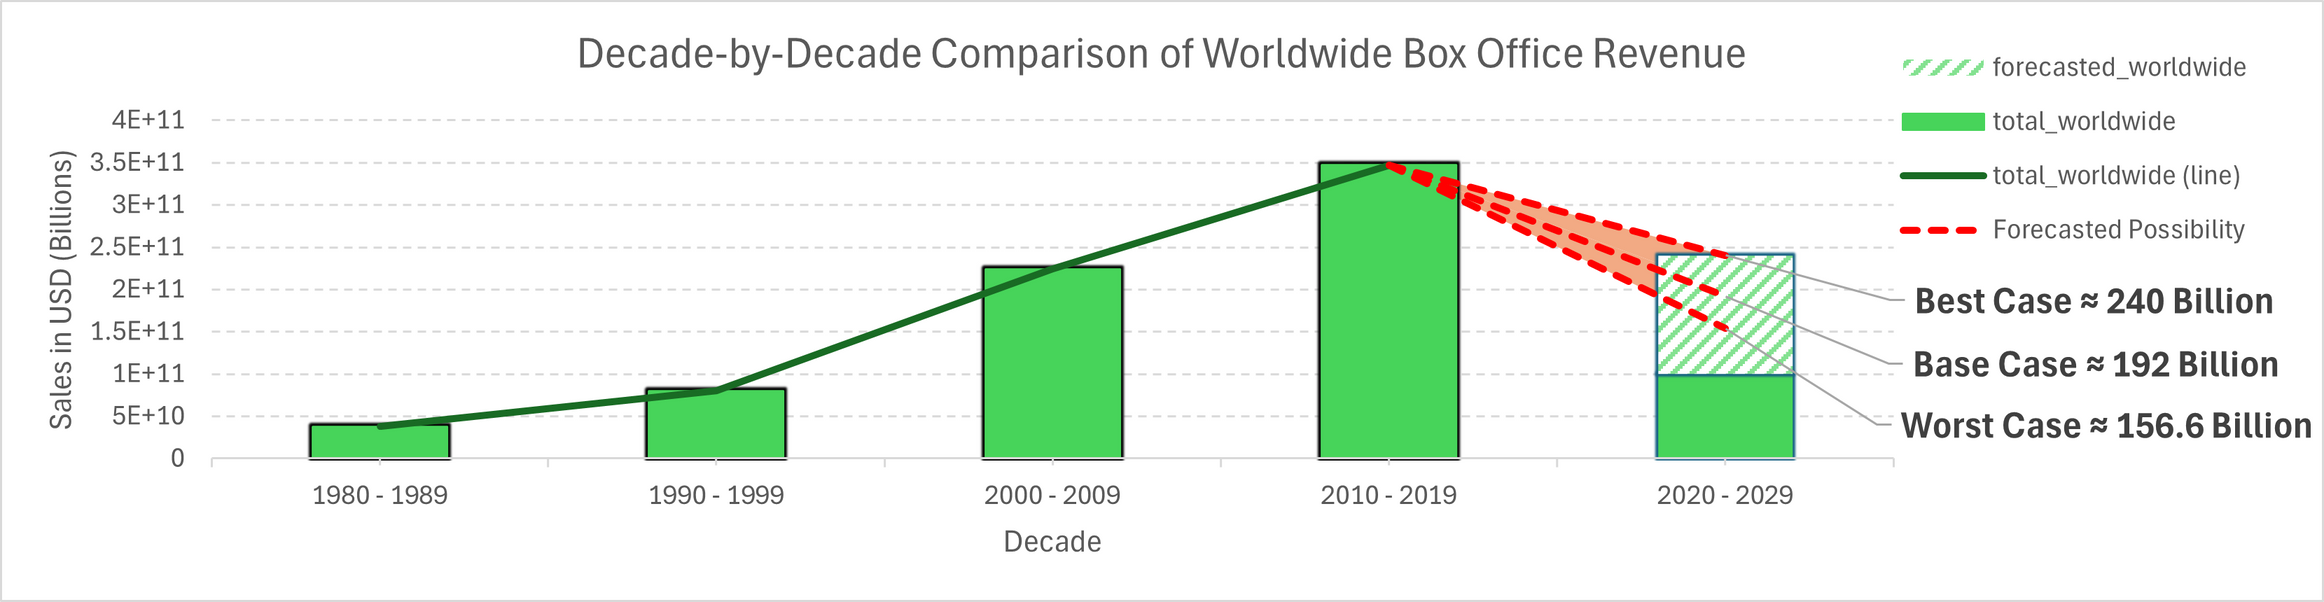 Decade-by-Decade Comparison of Worldwide Box Office Revenue
forecasted_worldwide
total_worldwide
total_worldwide (line)
Forecasted Possibility
Sales in USD (Billions)
4E+11
3.5E+11
3E+11
2.5E+11
2E+11
1.5E+11
1E+11
5E+10
0
Best Case ≈ 240 Billion
Base Case ≈ 192 Billion
Worst Case ≈ 156.6 Billion
1980 - 1989
1990 - 1999
2000 - 2009
2010 - 2019
2020 - 2029
Decade